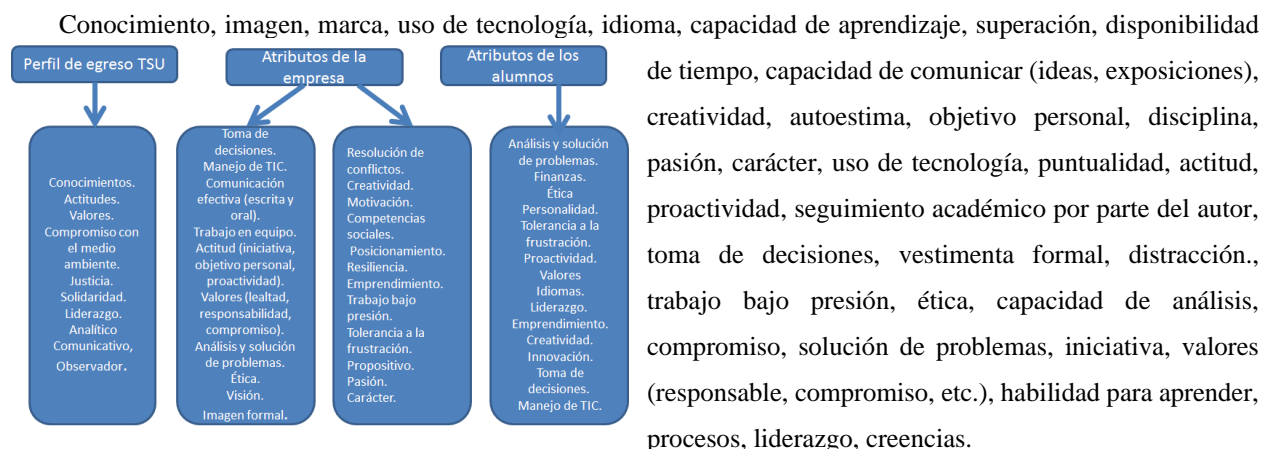 Conocimiento, imagen, marca, uso de tecnología, idioma, capacidad de aprendizaje, superación, disponibilidad
de tiempo, capacidad de comunicar (ideas, exposiciones),
creatividad, autoestima, objetivo personal, disciplina,
pasión, carácter, uso de tecnología, puntualidad, actitud,
proactividad, seguimiento académico por parte del autor,
toma de decisiones, vestimenta formal, distracción.,
trabajo bajo presión, ética, capacidad de análisis,
compromiso, solución de problemas, iniciativa, valores
(responsable, compromiso, etc.), habilidad para aprender,
procesos, liderazgo, creencias.
Perfil de egreso TSU
Conocimientos.
Actitudes.
Valores.
Compromiso con
el medio
ambiente.
Justicia.
Solidaridad.
Liderazgo.
Analítico
Comunicativo,
Observador.
Atributos de la
empresa
Toma de
decisiones.
Manejo de TIC.
Comunicación
efectiva (escrita y
oral).
Trabajo en equipo.
Actitud (iniciativa,
objetivo personal,
proactividad).
Valores (lealtad,
responsabilidad,
compromiso).
Análisis y solución
de problemas.
Ética.
Visión.
Imagen formal.
Resolución de
conflictos.
Creatividad.
Motivación.
Competencias
sociales.
Posicionamiento.
Resiliencia.
Emprendimiento.
Trabajo bajo
presión.
Tolerancia a la
frustración.
Propositivo.
Pasión.
Carácter.
Atributos de los
alumnos
Análisis y solución
de problemas.
Finanzas.
Ética
Personalidad.
Tolerancia a la
frustración.
Proactividad.
Valores
Idiomas.
Liderazgo.
Emprendimiento.
Creatividad.
Innovación.
Toma de
decisiones.
Manejo de TIC.